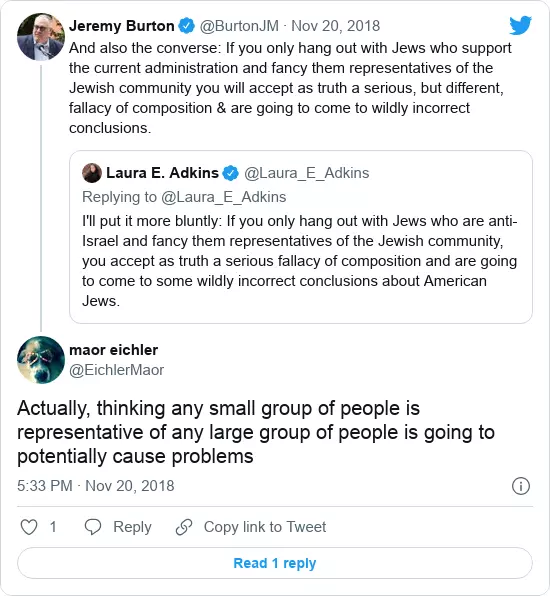 Jeremy Burton @BurtonJM · Nov 20, 2018
And also the converse: If you only hang out with Jews who support
the current administration and fancy them representatives of the
Jewish community you will accept as truth a serious, but different,
fallacy of composition & are going to come to wildly incorrect
conclusions.
Laura E. Adkins @Laura_E_Adkins
Replying to @Laura_E_Adkins
I'll put it more bluntly: If you only hang out with Jews who are anti-
Israel and fancy them representatives of the Jewish community,
you accept as truth a serious fallacy of composition and are going
to come to some wildly incorrect conclusions about American
Jews.
maor eichler
@EichlerMaor
Actually, thinking any small group of people is
representative of any large group of people is going to
potentially cause problems
5:33 PM · Nov 20, 2018
1 Reply Copy link to Tweet
Read 1 reply